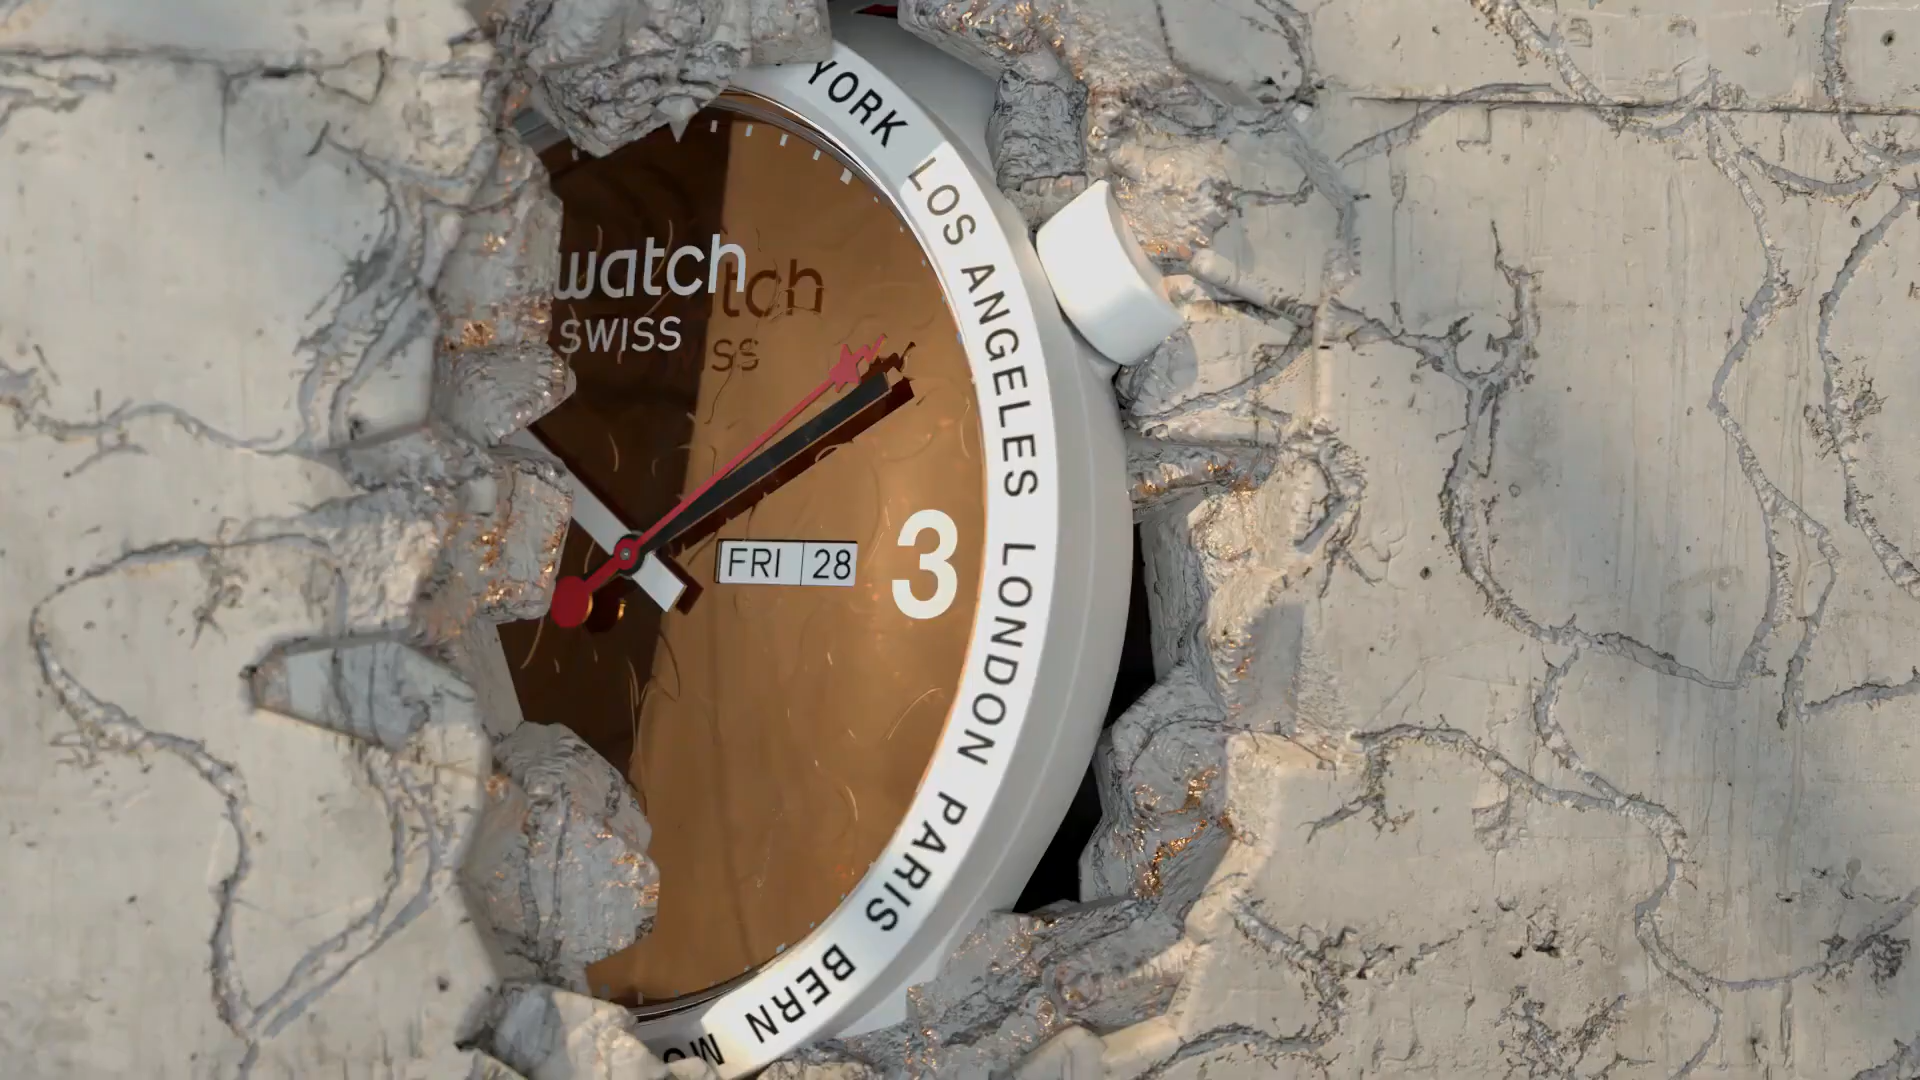 YORK
LOS ANGELES
LONDON
PARIS
BERN
watch
SWISS
FRI 28
3